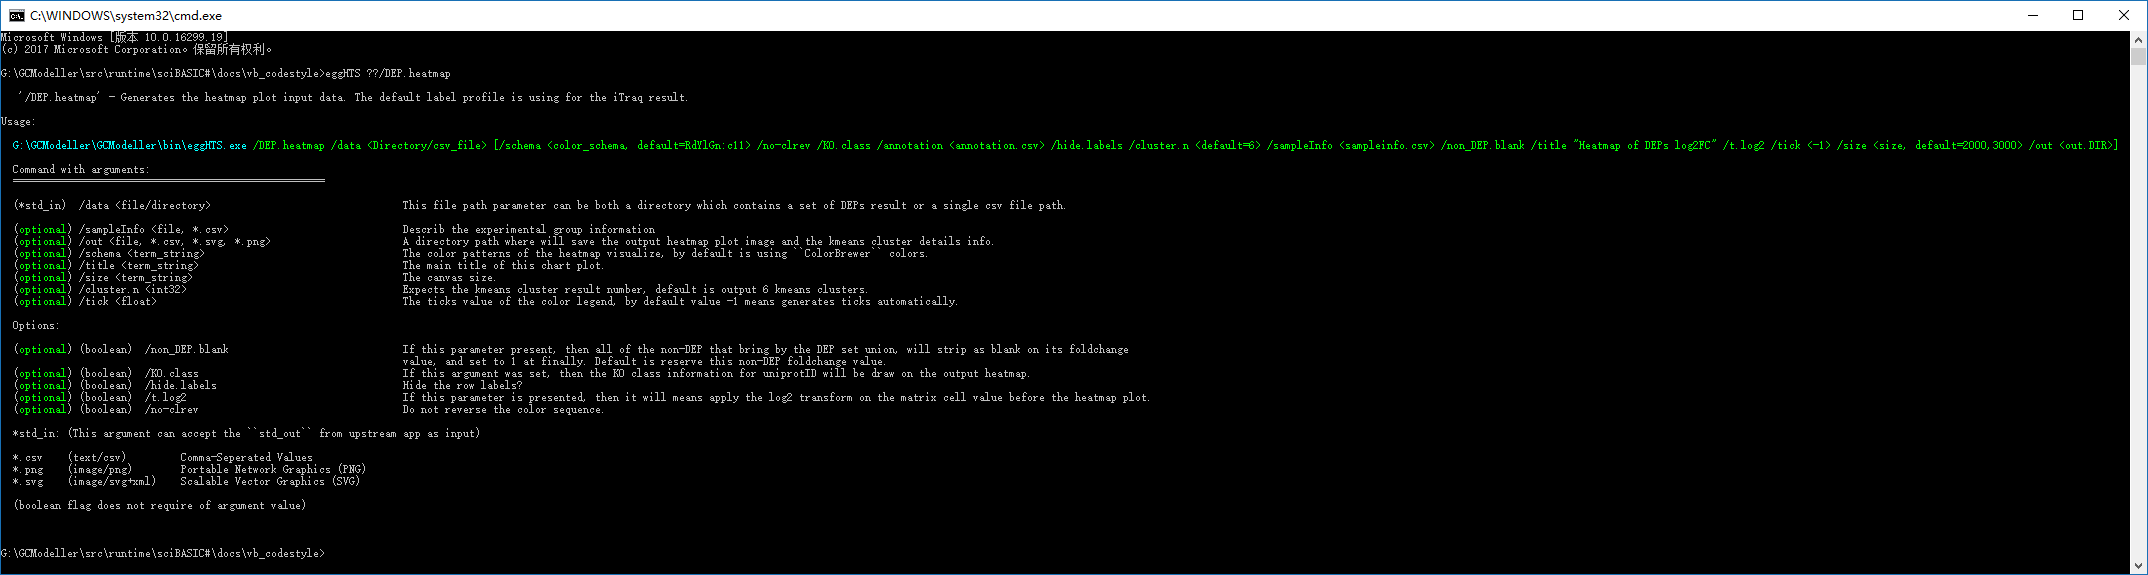 C:\WINDOWS\system32\cmd.exe
Microsoft Windows [版本 10.0.16299.19]
(c) 2017 Microsoft Corporation。保留所有权利。
G:\GCModeller\src\runtime\sciBASIC#\docs\vb_codestyle>eggHTS ??/DEP.heatmap
'/DEP.heatmap' - Generates the heatmap plot input data. The default label profile is using for the iTraq result.
Usage:
G:\GCModeller\GCModeller\bin\eggHTS.exe /DEP.heatmap /data <Directory/csv_file> [/schema <color_schema, default=RdYlGn:c11> /no-clrev /KO.class /annotation <annotation.csv> /hide.labels /cluster.n <default=6> /sampleInfo <sampleinfo.csv> /non_DEP.blank /title "Heatmap of DEPs log2FC" /t.log2 /tick <-1> /size <size, default=2000,3000> /out <out.DIR>]
Command with arguments:
================================================
(*std_in) /data <file/directory> This file path parameter can be both a directory which contains a set of DEPs result or a single csv file path.
(optional) /sampleInfo <file, *.csv> Describ the experimental group information
(optional) /out <file, *.csv, *.svg, *.png> A directory path where will save the output heatmap plot image and the kmeans cluster details info.
(optional) /schema <term_string> The color patterns of the heatmap visualize, by default is using ``ColorBrewer`` colors.
(optional) /title <term_string> The main title of this chart plot.
(optional) /size <term_string> The canvas size.
(optional) /cluster.n <int32> Expects the kmeans cluster result number, default is output 6 kmeans clusters.
(optional) /tick <float> The ticks value of the color legend, by default value -1 means generates ticks automatically.
Options:
(optional) (boolean) /non_DEP.blank If this parameter present, then all of the non-DEP that bring by the DEP set union, will strip as blank on its foldchange
value, and set to 1 at finally. Default is reserve this non-DEP foldchange value.
(optional) (boolean) /KO.class If this argument was set, then the KO class information for uniprotID will be draw on the output heatmap.
(optional) (boolean) /hide.labels Hide the row labels?
(optional) (boolean) /t.log2 If this parameter is presented, then it will means apply the log2 transform on the matrix cell value before the heatmap plot.
(optional) (boolean) /no-clrev Do not reverse the color sequence.
*std_in: (This argument can accept the ``std_out`` from upstream app as input)
*.csv (text/csv) Comma-Seperated Values
*.png (image/png) Portable Network Graphics (PNG)
*.svg (image/svg+xml) Scalable Vector Graphics (SVG)
(boolean flag does not require of argument value)
G:\GCModeller\src\runtime\sciBASIC#\docs\vb_codestyle>